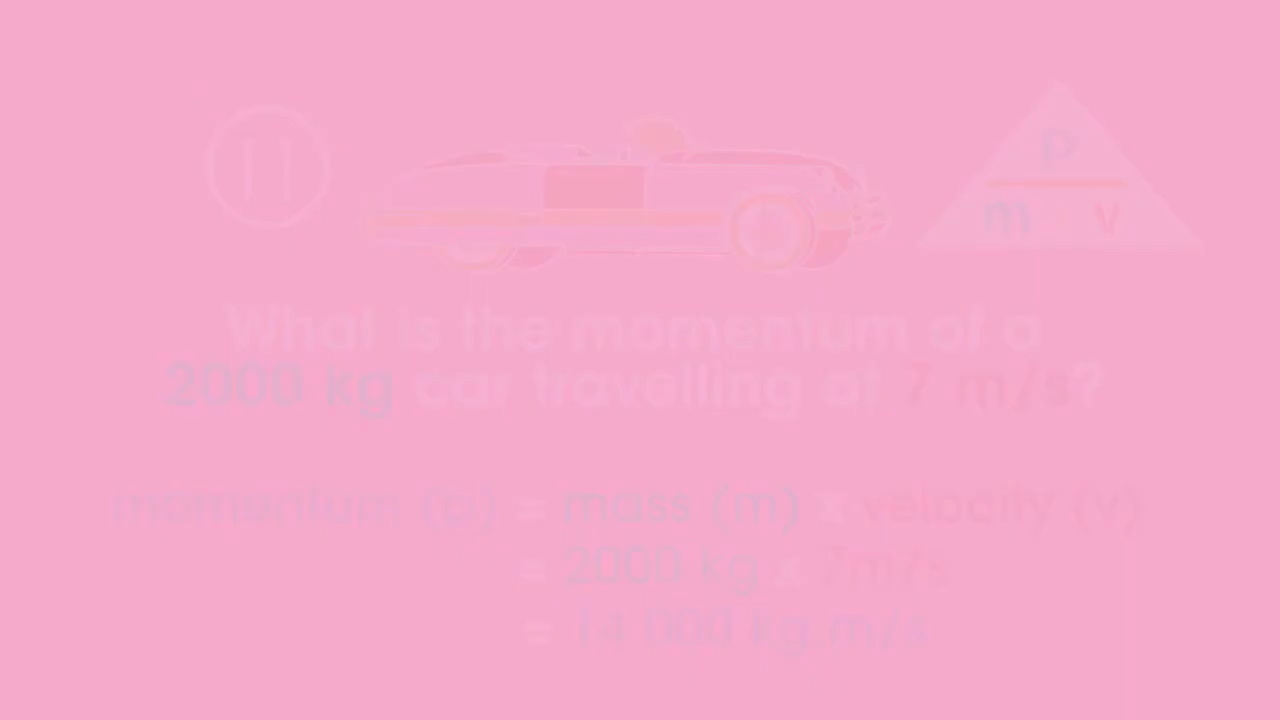 p
m v
What is the momentum of a
2000 kg car travelling at 7 m/s?
momentum (p) = mass (m) x velocity (v)
= 2000 kg x 7m/s
= 14 000 kg m/s